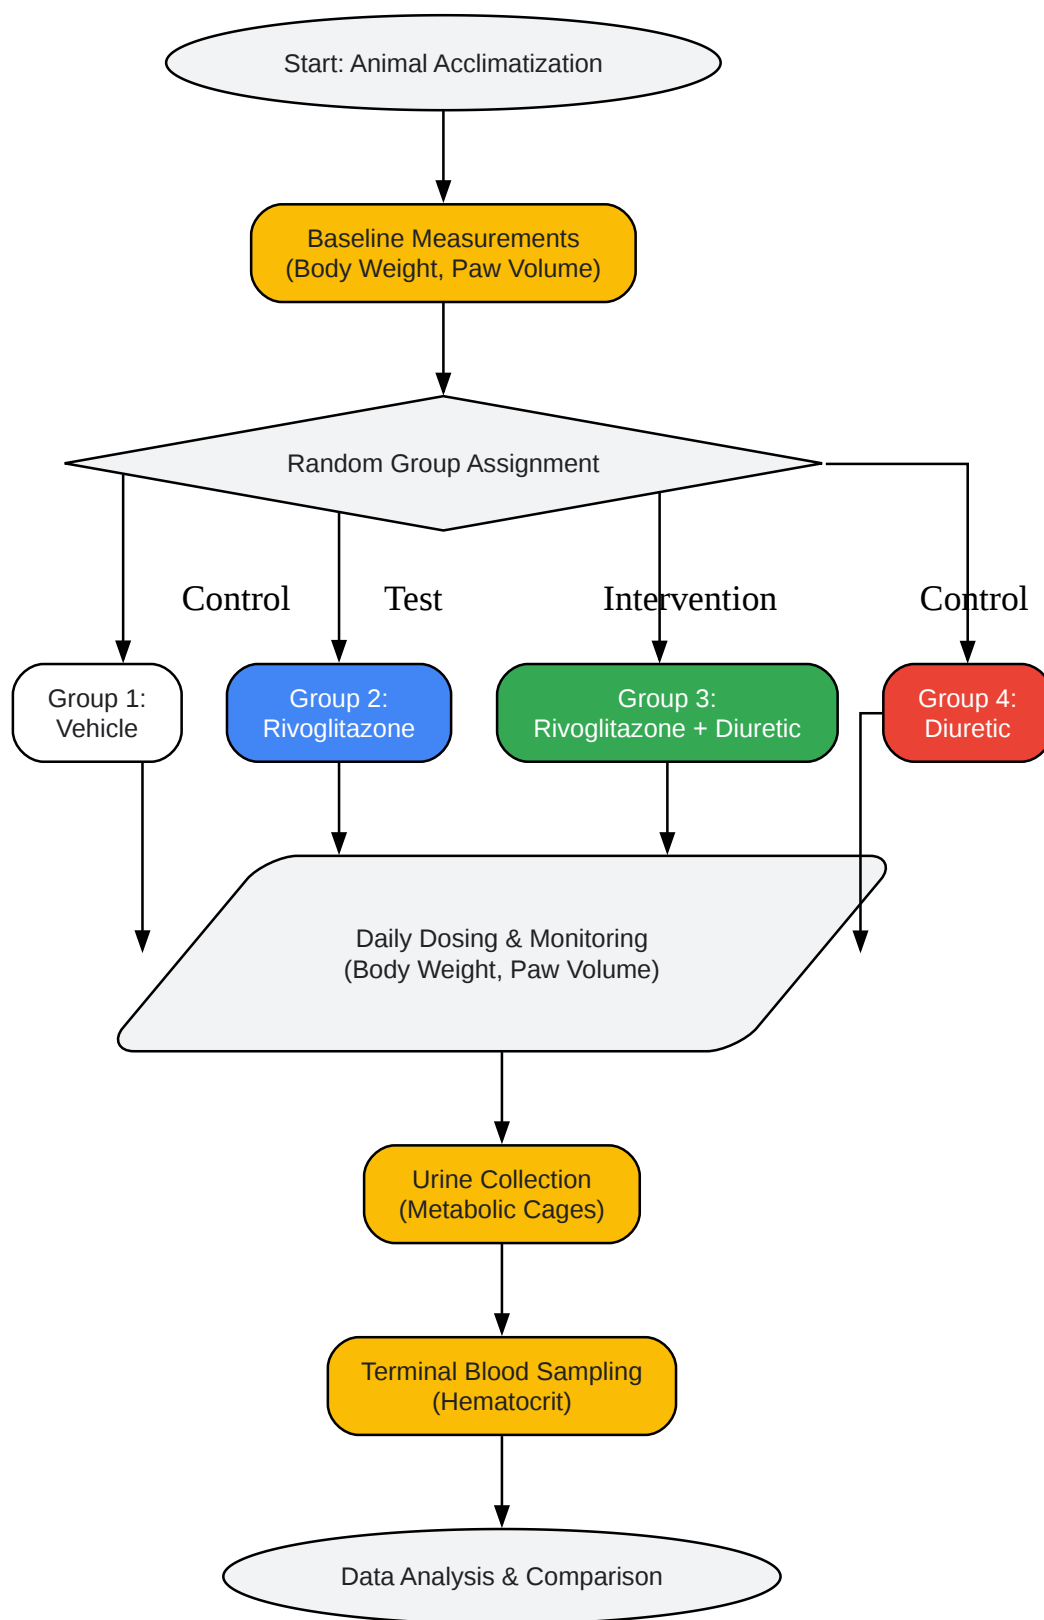 Start: Animal Acclimatization
Baseline Measurements
(Body Weight, Paw Volume)
Random Group Assignment
Control
Test
Intervention
Control
Group 1:
Vehicle
Group 2:
Rivoglitazone
Group 3:
Rivoglitazone + Diuretic
Group 4:
Diuretic
Daily Dosing & Monitoring
(Body Weight, Paw Volume)
Urine Collection
(Metabolic Cages)
Terminal Blood Sampling
(Hematocrit)
Data Analysis & Comparison